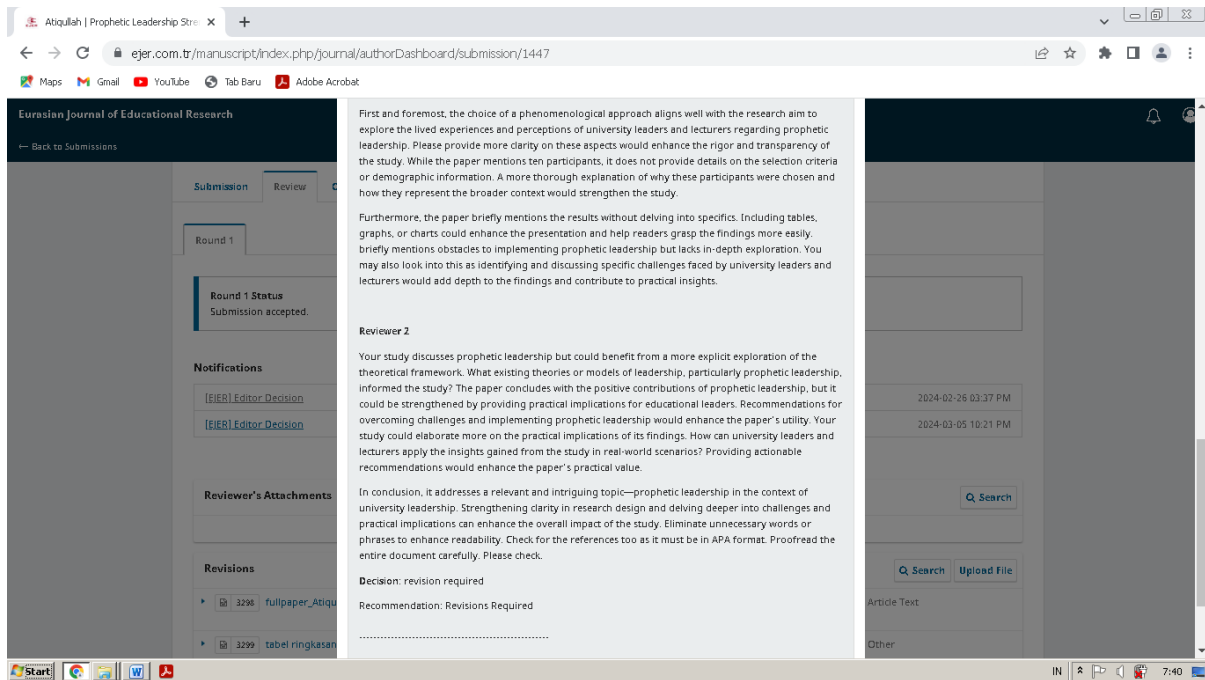 Atiqullah | Prophetic Leadership Stre
ejer.com.tr/manuscript/index.php/journal/authorDashboard/submission/1447
Maps Gmail YouTube Tab Baru Adobe Acrobat
Eurasian Journal of Educational Research
← Back to Submissions
Submission Review C
Round 1
Round 1 Status
Submission accepted.
Notifications
[EJER] Editor Decision 2024-02-26 03:37 PM
[EJER] Editor Decision 2024-03-05 10:21 PM
Reviewer's Attachments Search
Revisions Search Upload File
3298 fullpaper_Atiqu Article Text
3299 tabel ringkasan Other
First and foremost, the choice of a phenomenological approach aligns well with the research aim to
explore the lived experiences and perceptions of university leaders and lecturers regarding prophetic
leadership. Please provide more clarity on these aspects would enhance the rigor and transparency of
the study. While the paper mentions ten participants, it does not provide details on the selection criteria
or demographic information. A more thorough explanation of why these participants were chosen and
how they represent the broader context would strengthen the study.
Furthermore, the paper briefly mentions the results without delving into specifics. Including tables,
graphs, or charts could enhance the presentation and help readers grasp the findings more easily.
briefly mentions obstacles to implementing prophetic leadership but lacks in-depth exploration. You
may also look into this as identifying and discussing specific challenges faced by university leaders and
lecturers would add depth to the findings and contribute to practical insights.
Reviewer 2
Your study discusses prophetic leadership but could benefit from a more explicit exploration of the
theoretical framework. What existing theories or models of leadership, particularly prophetic leadership,
informed the study? The paper concludes with the positive contributions of prophetic leadership, but it
could be strengthened by providing practical implications for educational leaders. Recommendations for
overcoming challenges and implementing prophetic leadership would enhance the paper's utility. Your
study could elaborate more on the practical implications of its findings. How can university leaders and
lecturers apply the insights gained from the study in real-world scenarios? Providing actionable
recommendations would enhance the paper's practical value.
In conclusion, it addresses a relevant and intriguing topic—prophetic leadership in the context of
university leadership. Strengthening clarity in research design and delving deeper into challenges and
practical implications can enhance the overall impact of the study. Eliminate unnecessary words or
phrases to enhance readability. Check for the references too as it must be in APA format. Proofread the
entire document carefully. Please check.
Decision: revision required
Recommendation: Revisions Required
------------------------------------------------------
Start IN 7:40